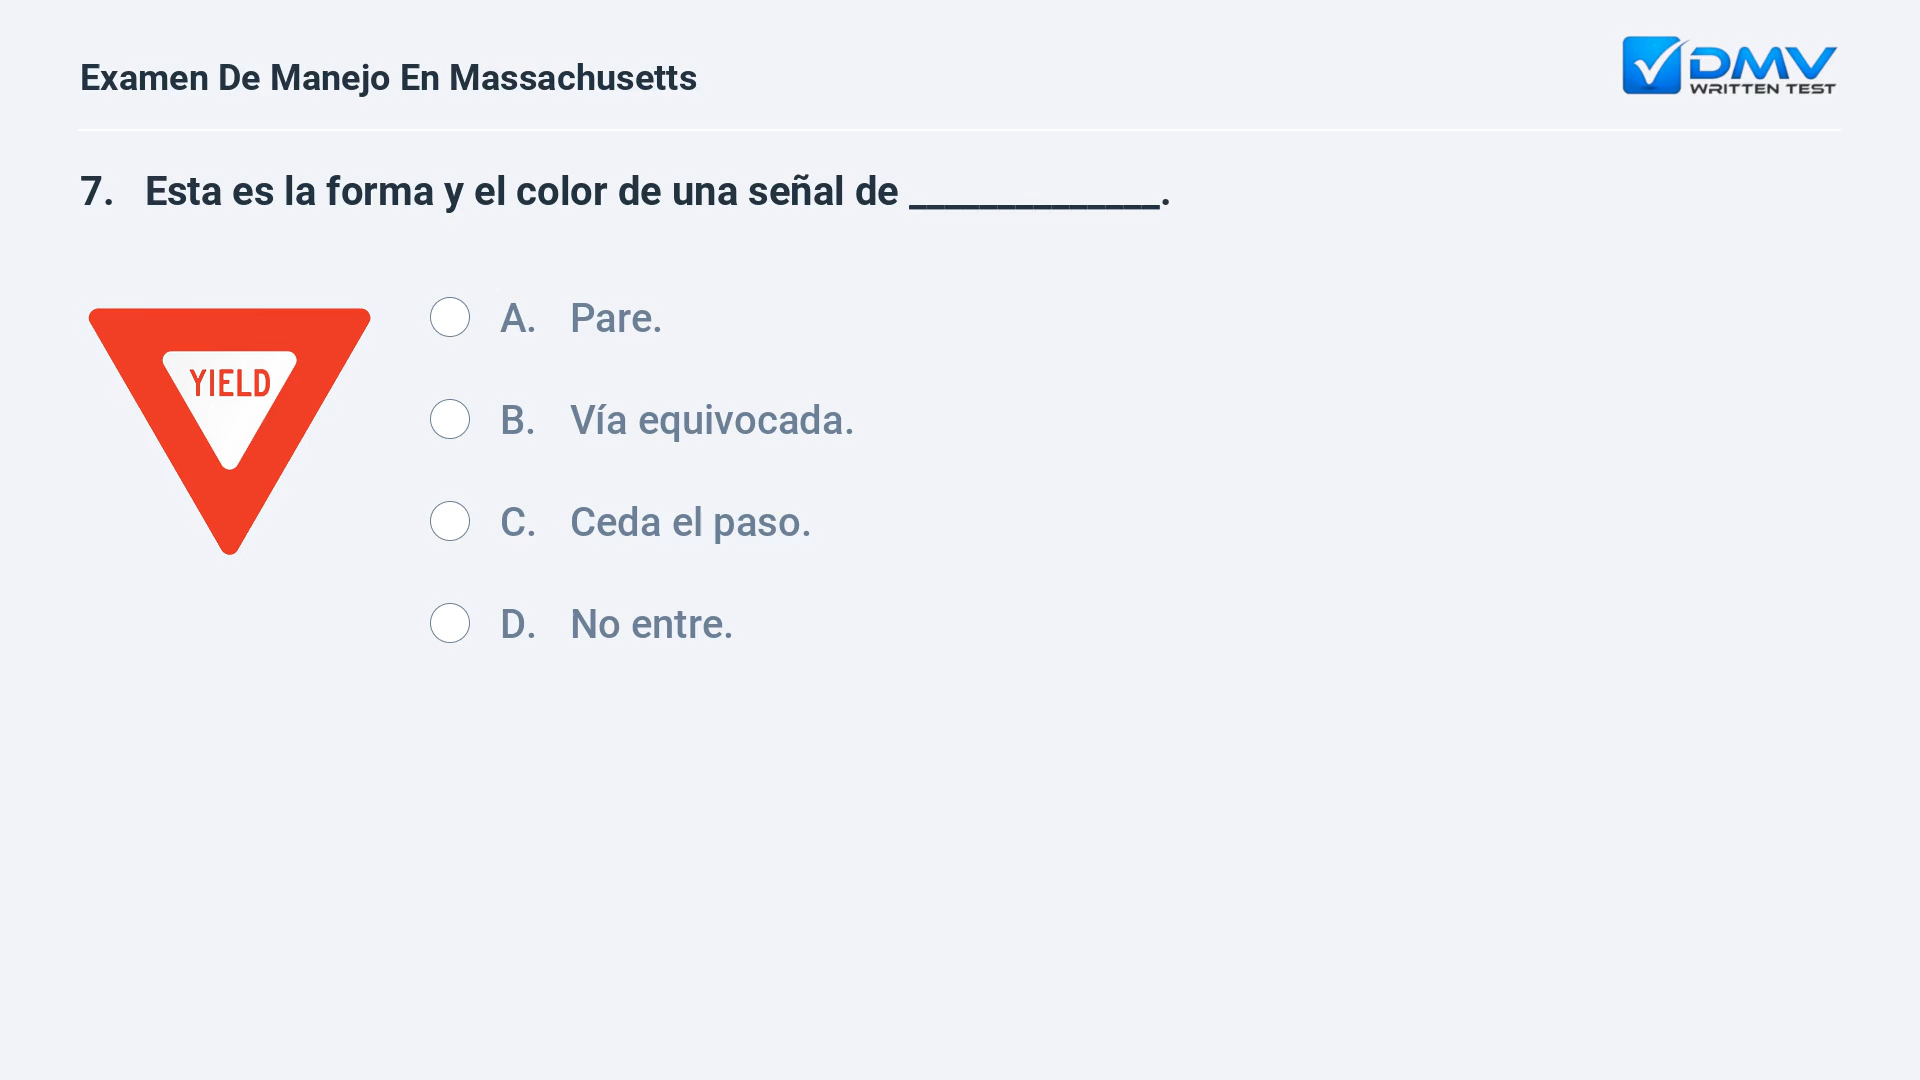 Examen De Manejo En Massachusetts
DMV
WRITTEN TEST
7. Esta es la forma y el color de una señal de ______________.
YIELD
A. Pare.
B. Vía equivocada.
C. Ceda el paso.
D. No entre.